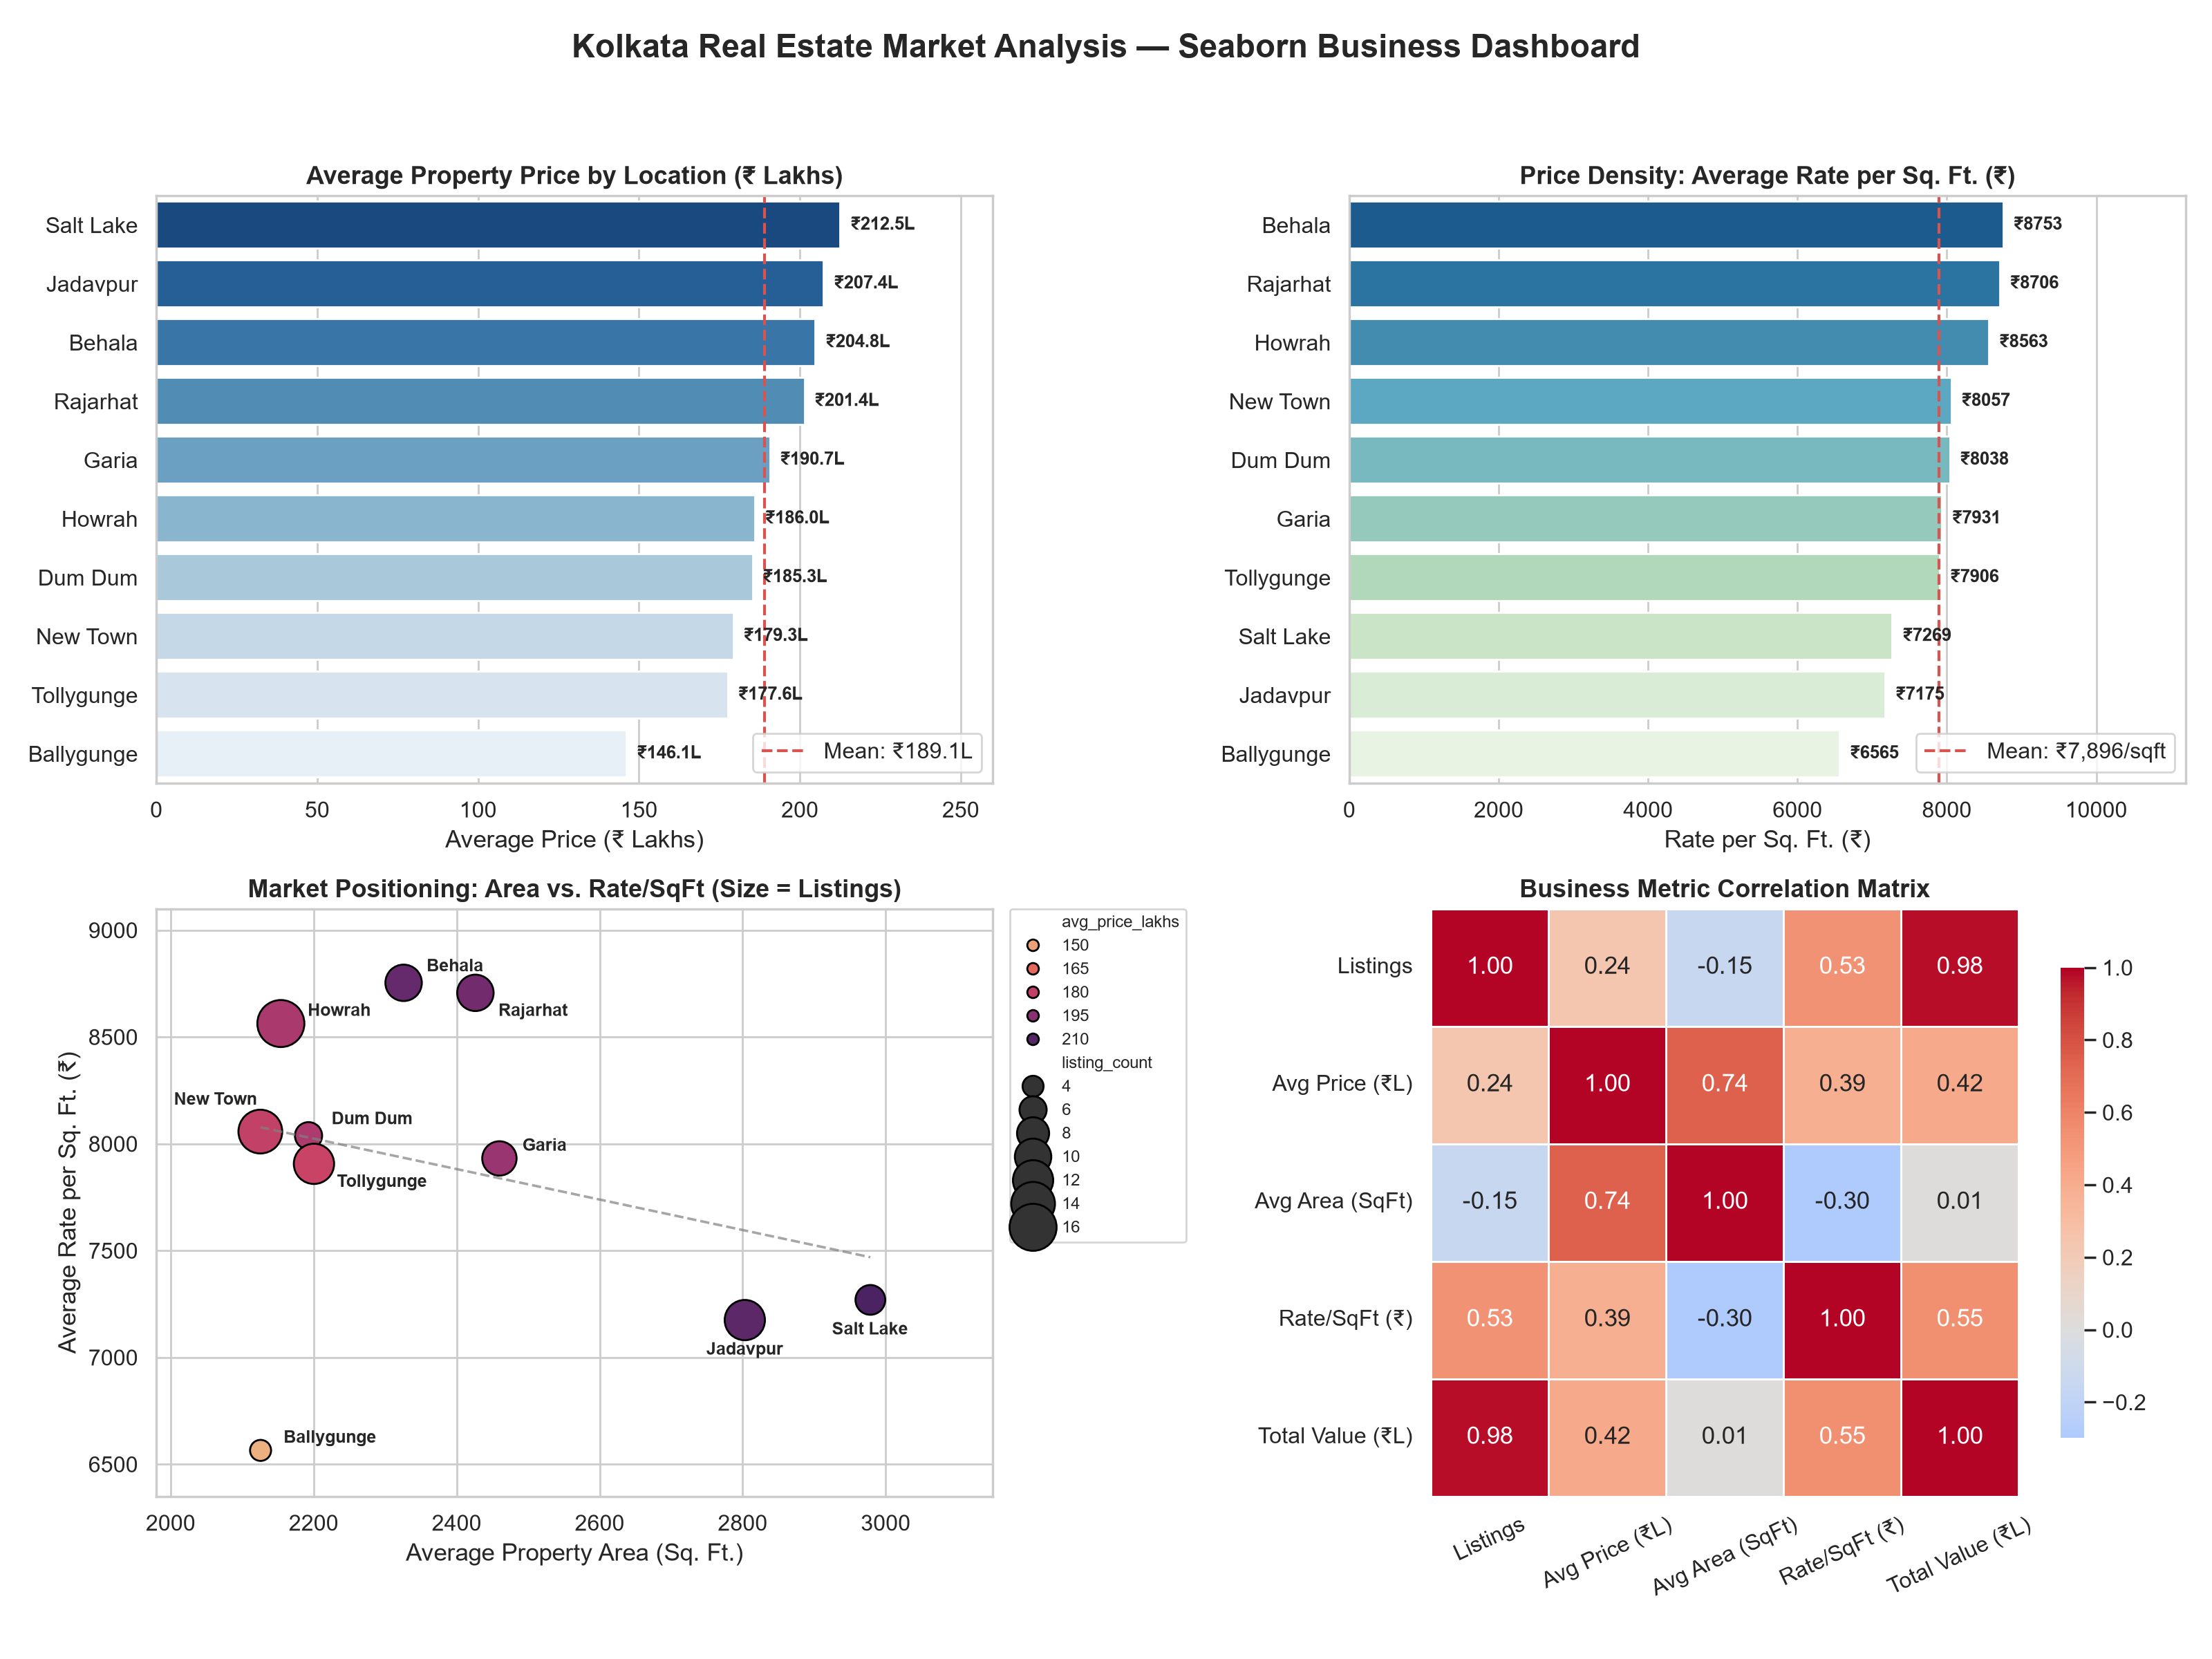 Kolkata Real Estate Market Analysis — Seaborn Business Dashboard
Average Property Price by Location (₹ Lakhs)
Salt Lake
₹212.5L
Jadavpur
₹207.4L
Behala
₹204.8L
Rajarhat
₹201.4L
Garia
₹190.7L
Howrah
₹186.0L
Dum Dum
₹185.3L
New Town
₹179.3L
Tollygunge
₹177.6L
Ballygunge
₹146.1L
Mean: ₹189.1L
0 50 100 150 200 250
Average Price (₹ Lakhs)
Price Density: Average Rate per Sq. Ft. (₹)
Behala
₹8753
Rajarhat
₹8706
Howrah
₹8563
New Town
₹8057
Dum Dum
₹8038
Garia
₹7931
Tollygunge
₹7906
Salt Lake
₹7269
Jadavpur
₹7175
Ballygunge
₹6565
Mean: ₹7,896/sqft
0 2000 4000 6000 8000 10000
Rate per Sq. Ft. (₹)
Market Positioning: Area vs. Rate/SqFt (Size = Listings)
Average Rate per Sq. Ft. (₹)
9000
8500
8000
7500
7000
6500
Behala
Rajarhat
Howrah
New Town
Dum Dum
Garia
Tollygunge
Salt Lake
Jadavpur
Ballygunge
2000 2200 2400 2600 2800 3000
Average Property Area (Sq. Ft.)
avg_price_lakhs
150
165
180
195
210
listing_count
4
6
8
10
12
14
16
Business Metric Correlation Matrix
Listings 1.00 0.24 -0.15 0.53 0.98
Avg Price (₹L) 0.24 1.00 0.74 0.39 0.42
Avg Area (SqFt) -0.15 0.74 1.00 -0.30 0.01
Rate/SqFt (₹) 0.53 0.39 -0.30 1.00 0.55
Total Value (₹L) 0.98 0.42 0.01 0.55 1.00
Listings
Avg Price (₹L)
Avg Area (SqFt)
Rate/SqFt (₹)
Total Value (₹L)
1.0
0.8
0.6
0.4
0.2
0.0
−0.2